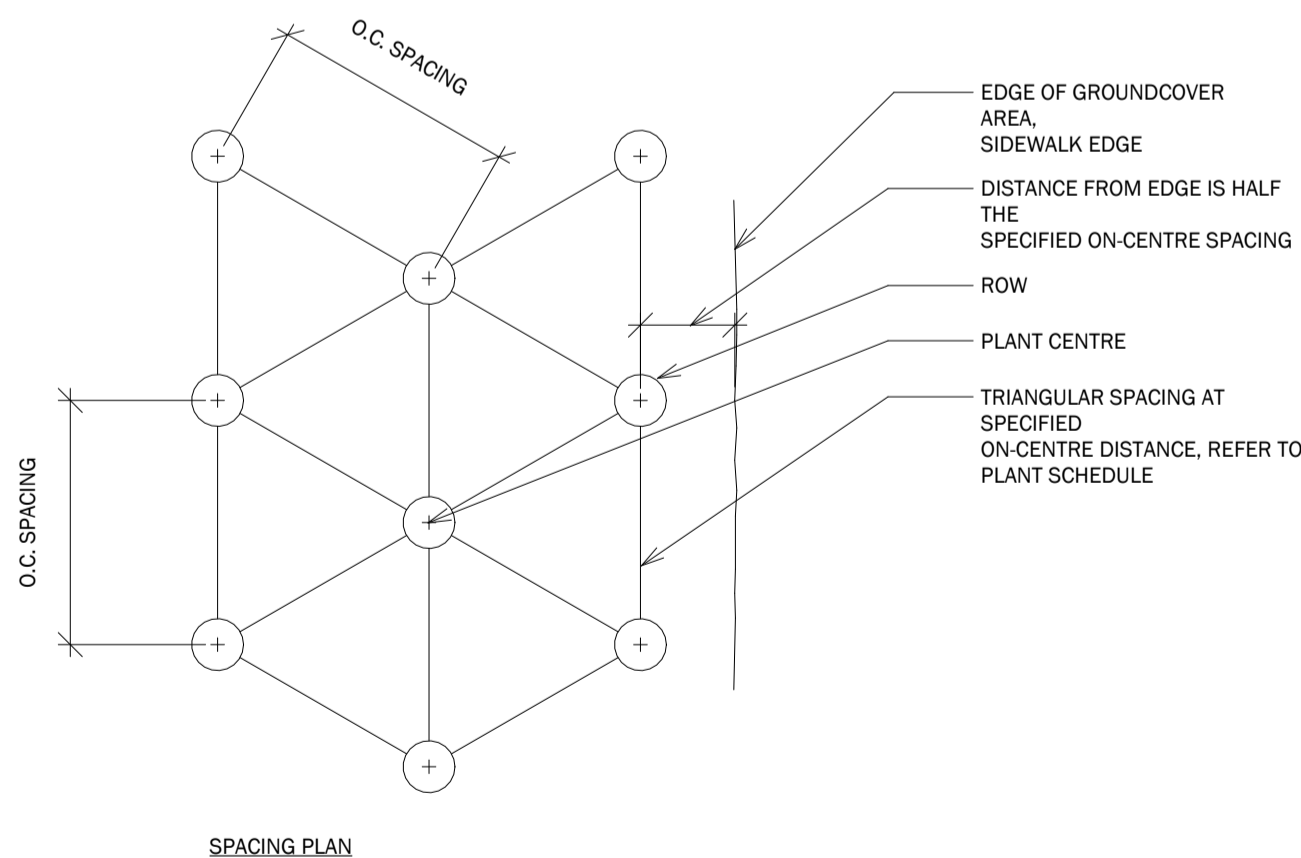 O.C. SPACING
EDGE OF GROUNDCOVER
AREA,
SIDEWALK EDGE
DISTANCE FROM EDGE IS HALF
THE
SPECIFIED ON-CENTRE SPACING
ROW
PLANT CENTRE
TRIANGULAR SPACING AT
SPECIFIED
ON-CENTRE DISTANCE, REFER TO
PLANT SCHEDULE
O.C. SPACING
SPACING PLAN